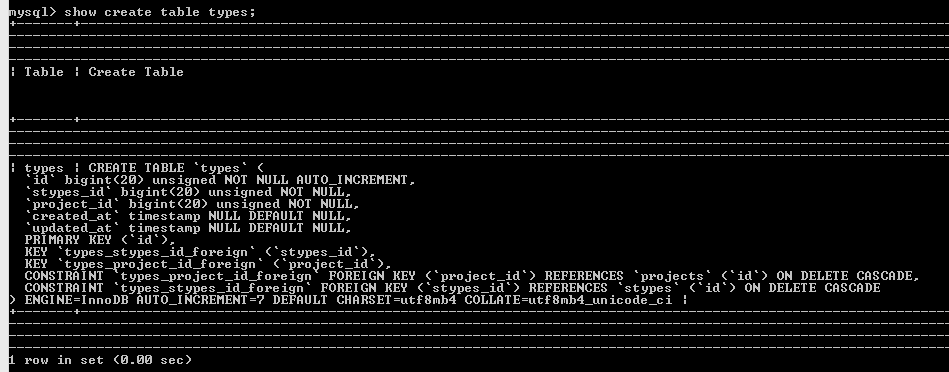 mysql> show create table types;
| Table | Create Table
| types | CREATE TABLE `types` (
`id` bigint(20) unsigned NOT NULL AUTO_INCREMENT,
`stypes_id` bigint(20) unsigned NOT NULL,
`project_id` bigint(20) unsigned NOT NULL,
`created_at` timestamp NULL DEFAULT NULL,
`updated_at` timestamp NULL DEFAULT NULL,
PRIMARY KEY (`id`),
KEY `types_stypes_id_foreign` (`stypes_id`),
KEY `types_project_id_foreign` (`project_id`),
CONSTRAINT `types_project_id_foreign` FOREIGN KEY (`project_id`) REFERENCES `projects` (`id`) ON DELETE CASCADE,
CONSTRAINT `types_stypes_id_foreign` FOREIGN KEY (`stypes_id`) REFERENCES `stypes` (`id`) ON DELETE CASCADE
) ENGINE=InnoDB AUTO_INCREMENT=7 DEFAULT CHARSET=utf8mb4 COLLATE=utf8mb4_unicode_ci |
1 row in set (0.00 sec)